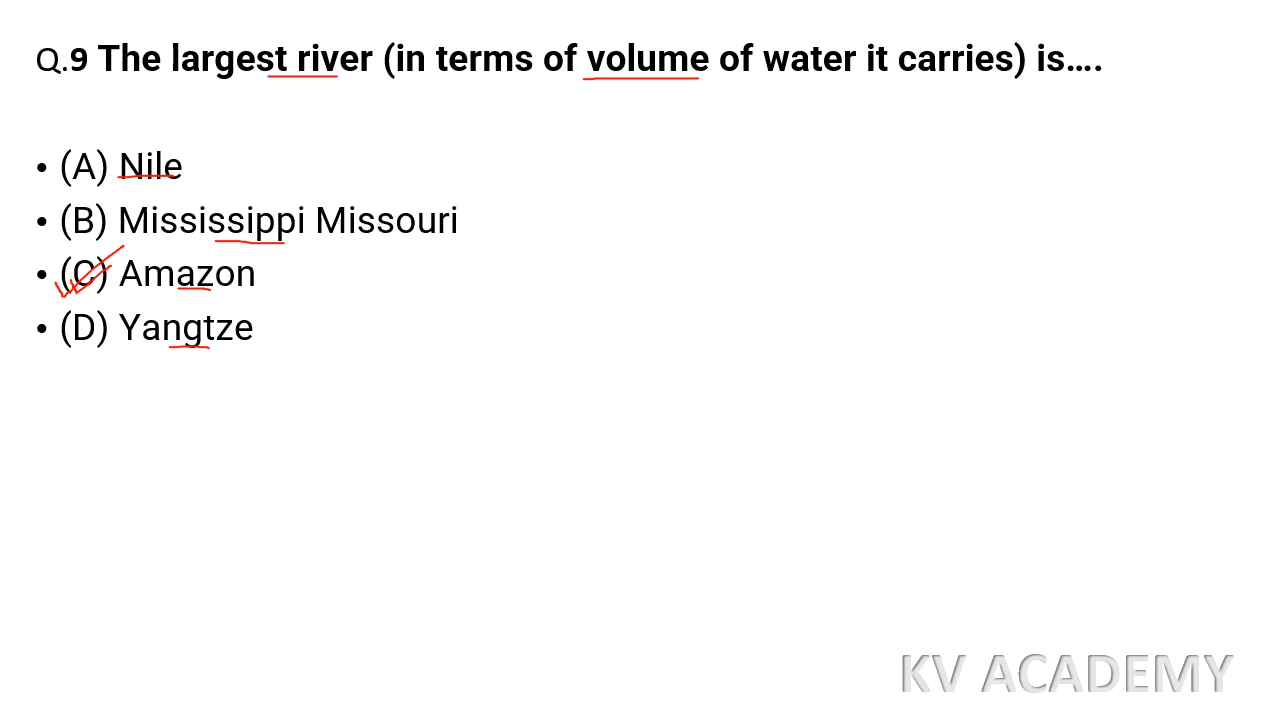 Q.9 The largest river (in terms of volume of water it carries) is....
• (A) Nile
• (B) Mississippi Missouri
• (C) Amazon
• (D) Yangtze
KV ACADEMY